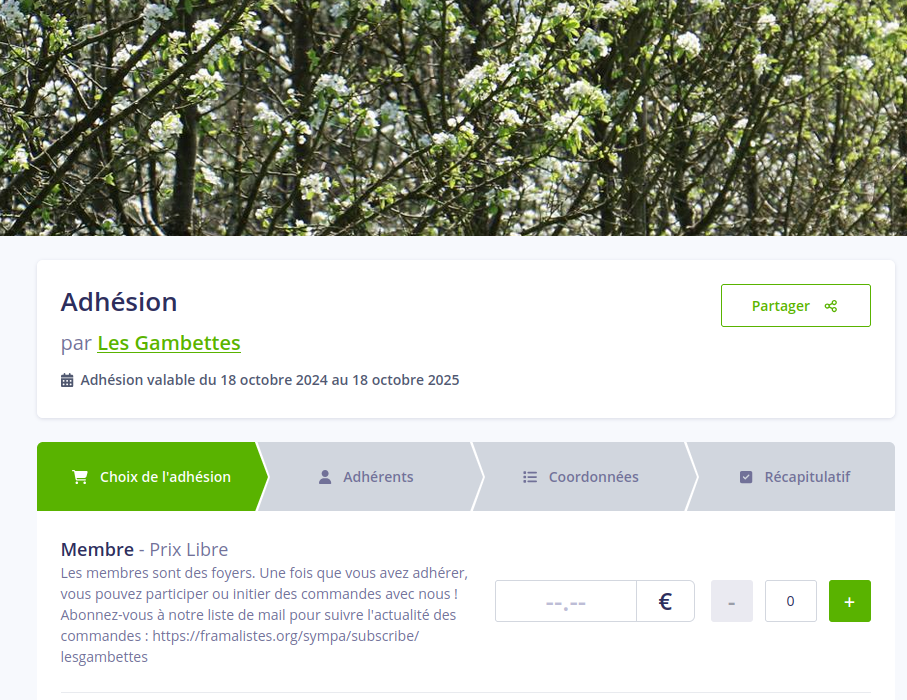 Adhésion
Partager
par Les Gambettes
Adhésion valable du 18 octobre 2024 au 18 octobre 2025
Choix de l'adhésion
Adhérents
Coordonnées
Récapitulatif
Membre - Prix Libre
Les membres sont des foyers. Une fois que vous avez adhérer,
vous pouvez participer ou initier des commandes avec nous !
Abonnez-vous à notre liste de mail pour suivre l'actualité des
commandes : https://framalistes.org/sympa/subscribe/
lesgambettes
--.-- € - 0 +